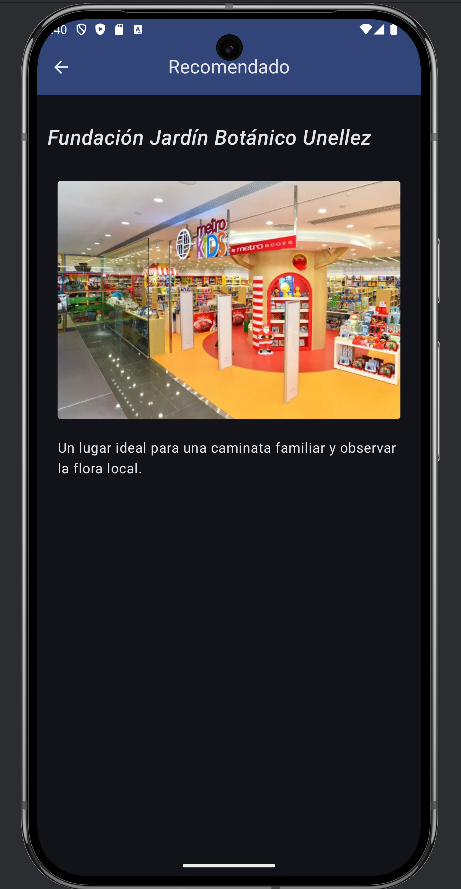 :40
Recomendado
Fundación Jardín Botánico Unellez
metro
KIDS
metro BOOKS
Un lugar ideal para una caminata familiar y observar
la flora local.